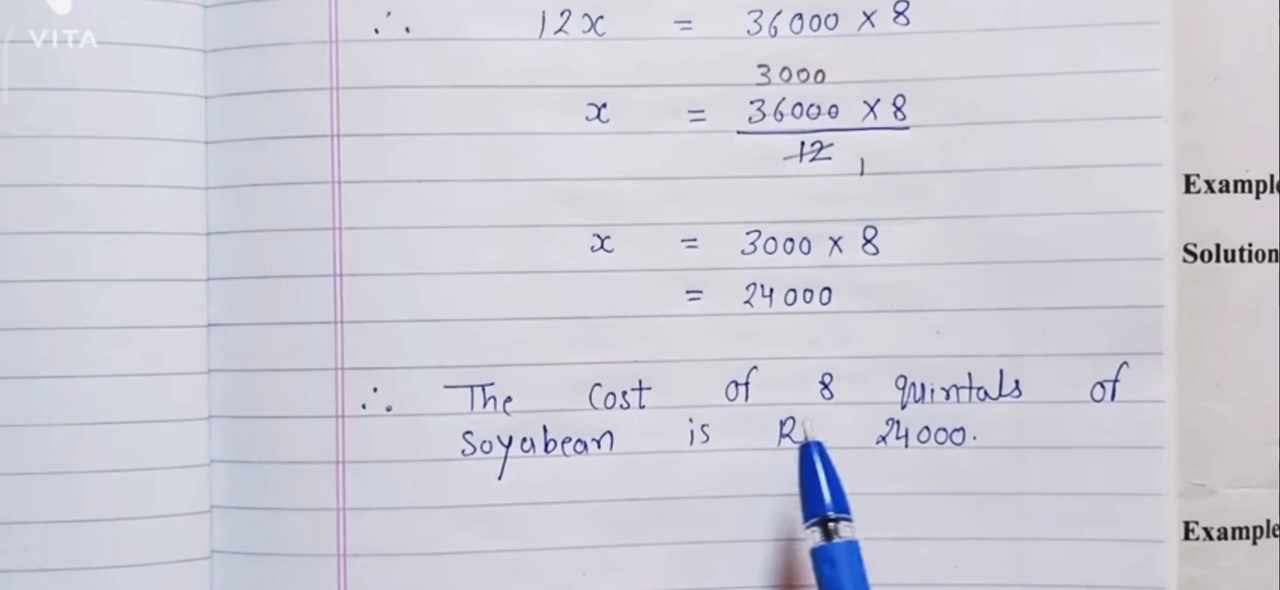 VITA
∴ 12x = 36000 × 8
3000
x = 36000 × 8
12 1
x = 3000 × 8
= 24000
∴ The Cost of 8 quintals of
Soyabean is 24000.
Example
Solution
Example